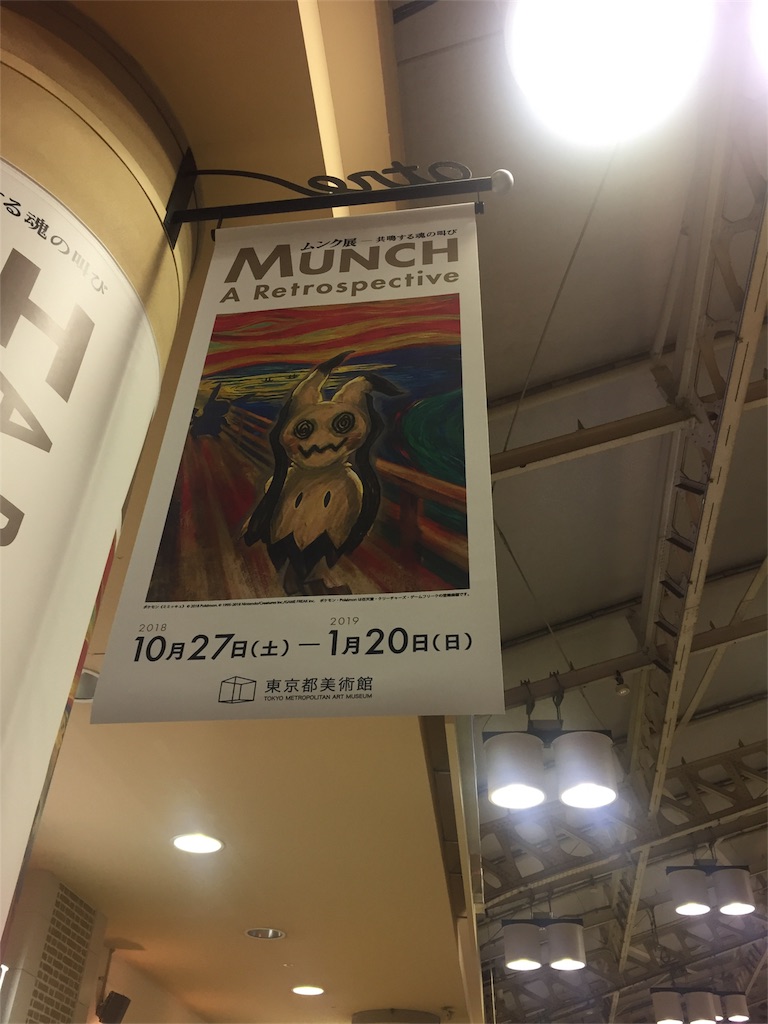 atre
ムンク展―共鳴する魂の叫び
MUNCH
A Retrospective
2018
2019
10月27日(土)―1月20日(日)
東京都美術館
TOKYO METROPOLITAN ART MUSEUM
る魂の叫び
H